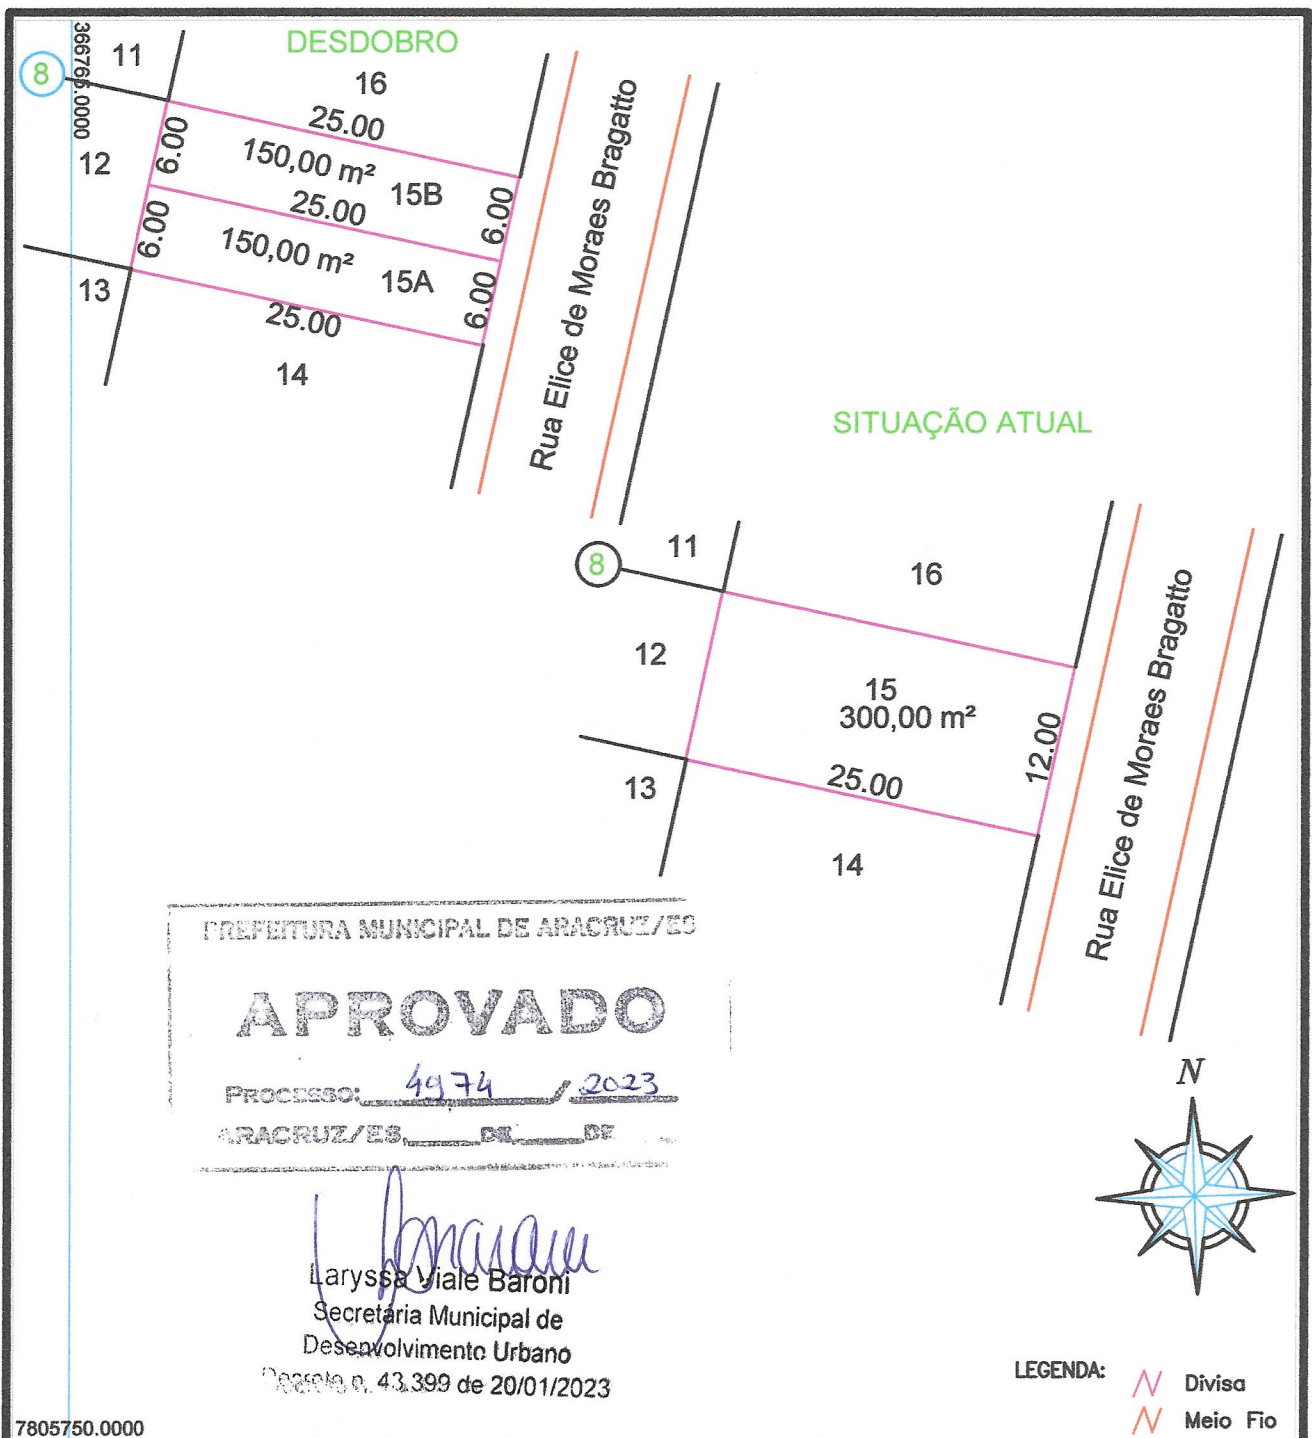 366765.0000
DESDOBRO
8
11
16
25.00
12
6.00
150,00 m²
15B
6.00
25.00
6.00
150,00 m²
15A
6.00
13
25.00
14
Rua Elice de Moraes Bragatto
SITUAÇÃO ATUAL
8
11
16
12
15
300,00 m²
12.00
13
25.00
14
Rua Elice de Moraes Bragatto
PREFEITURA MUNICIPAL DE ARACRUZ/ES
APROVADO
PROCESSO: 4974 / 2023
ARACRUZ/ES, ____ DE ____ DE
Laryssa Viale Baroni
Secretária Municipal de
Desenvolvimento Urbano
Decreto n. 43.399 de 20/01/2023
N
LEGENDA:
Divisa
Meio Fio
7805750.0000